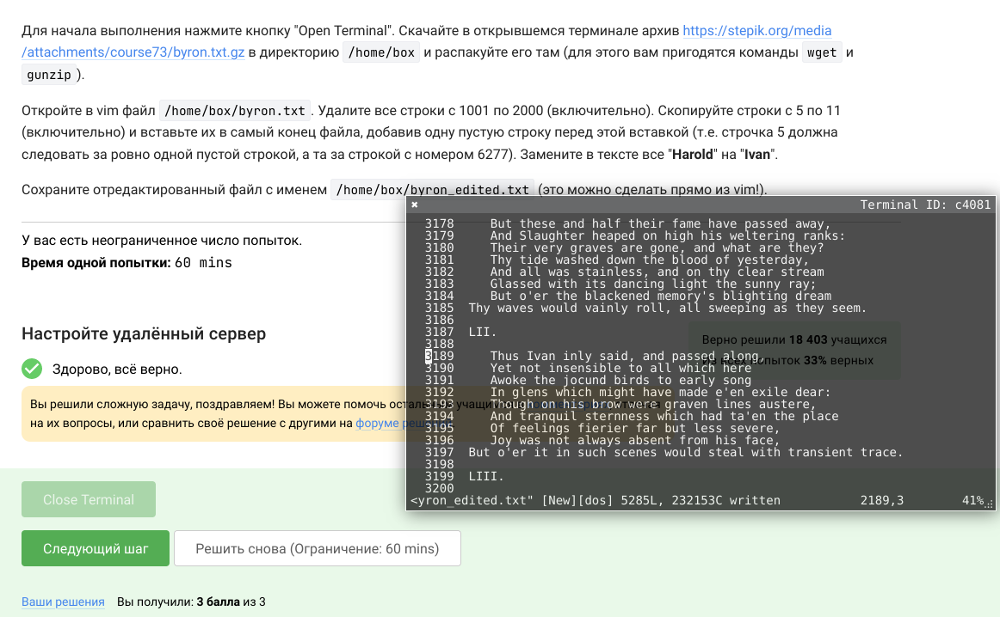 Для начала выполнения нажмите кнопку "Open Terminal". Скачайте в открывшемся терминале архив https://stepik.org/media
/attachments/course73/byron.txt.gz в директорию /home/box и распакуйте его там (для этого вам пригодятся команды wget и
gunzip ).
Откройте в vim файл /home/box/byron.txt . Удалите все строки с 1001 по 2000 (включительно). Скопируйте строки с 5 по 11
(включительно) и вставьте их в самый конец файла, добавив одну пустую строку перед этой вставкой (т.е. строчка 5 должна
следовать за ровно одной пустой строкой, а та за строкой с номером 6277). Замените в тексте все "Harold" на "Ivan".
Сохраните отредактированный файл с именем /home/box/byron_edited.txt (это можно сделать прямо из vim!).
У вас есть неограниченное число попыток.
Время одной попытки: 60 mins
Настройте удалённый сервер
Здорово, всё верно.
Верно решили 18 403 учащихся
Из всех попыток 33% верных
Вы решили сложную задачу, поздравляем! Вы можете помочь остальным учащимся
на их вопросы, или сравнить своё решение с другими на форуме решений
✖ Terminal ID: c4081
3178 But these and half their fame have passed away,
3179 And Slaughter heaped on high his weltering ranks:
3180 Their very graves are gone, and what are they?
3181 Thy tide washed down the blood of yesterday,
3182 And all was stainless, and on thy clear stream
3183 Glassed with its dancing light the sunny ray;
3184 But o'er the blackened memory's blighting dream
3185 Thy waves would vainly roll, all sweeping as they seem.
3186
3187 LII.
3188
3189 Thus Ivan inly said, and passed along,
3190 Yet not insensible to all which here
3191 Awoke the jocund birds to early song
3192 In glens which might have made e'en exile dear:
3193 Though on his brow were graven lines austere,
3194 And tranquil sternness which had ta'en the place
3195 Of feelings fierier far but less severe,
3196 Joy was not always absent from his face,
3197 But o'er it in such scenes would steal with transient trace.
3198
3199 LIII.
3200
<yron_edited.txt" [New][dos] 5285L, 232153C written 2189,3 41%
Close Terminal
Следующий шаг
Решить снова (Ограничение: 60 mins)
Ваши решения Вы получили: 3 балла из 3